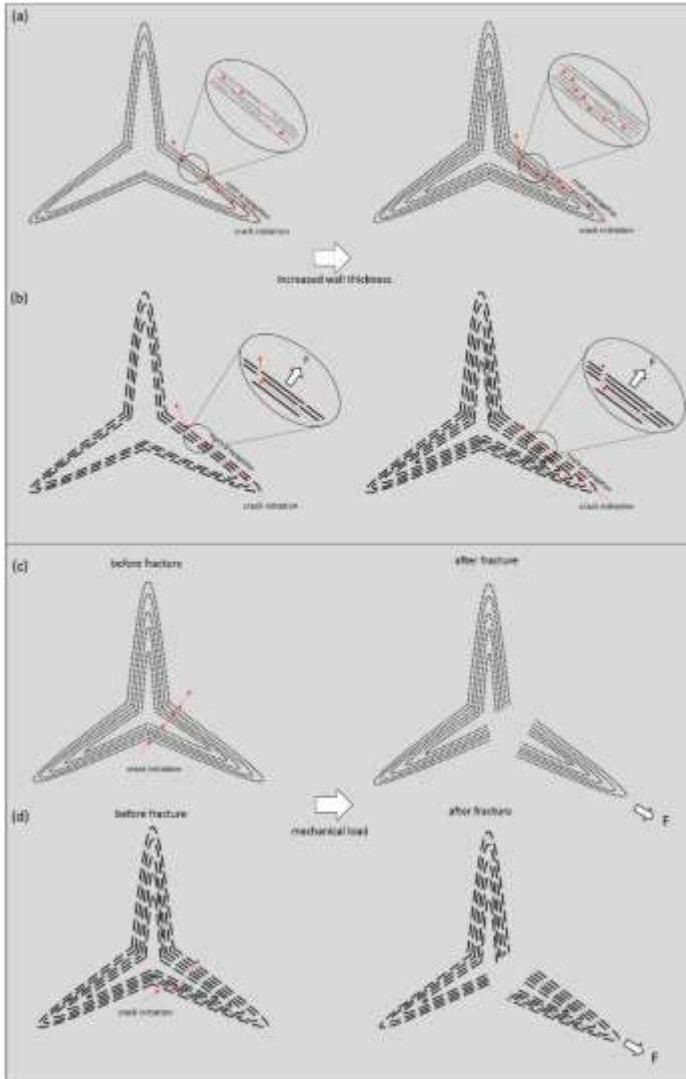 (a)
crack initiation
crack initiation
increased wall thickness
(b)
F
F
crack initiation
crack initiation
(c)
before fracture
after fracture
crack initiation
F
mechanical load
(d)
before fracture
after fracture
crack initiation
F